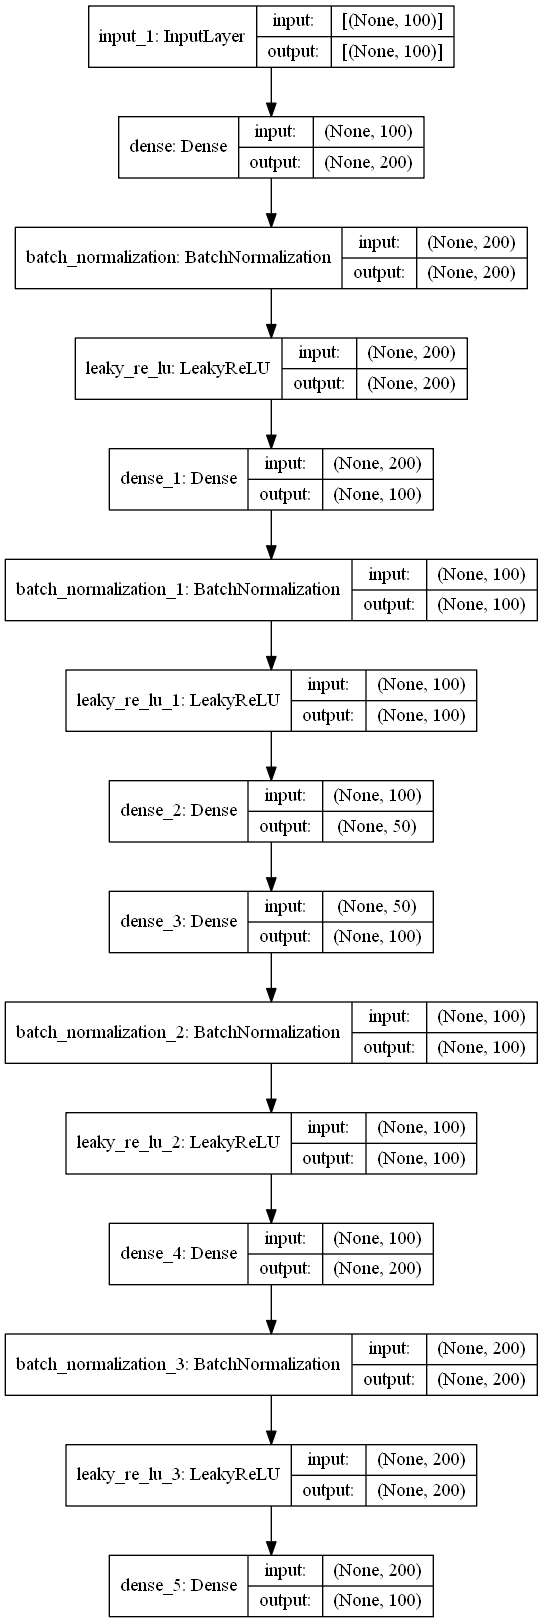 input_1: InputLayer
input: [(None, 100)]
output: [(None, 100)]
dense: Dense
input: (None, 100)
output: (None, 200)
batch_normalization: BatchNormalization
input: (None, 200)
output: (None, 200)
leaky_re_lu: LeakyReLU
input: (None, 200)
output: (None, 200)
dense_1: Dense
input: (None, 200)
output: (None, 100)
batch_normalization_1: BatchNormalization
input: (None, 100)
output: (None, 100)
leaky_re_lu_1: LeakyReLU
input: (None, 100)
output: (None, 100)
dense_2: Dense
input: (None, 100)
output: (None, 50)
dense_3: Dense
input: (None, 50)
output: (None, 100)
batch_normalization_2: BatchNormalization
input: (None, 100)
output: (None, 100)
leaky_re_lu_2: LeakyReLU
input: (None, 100)
output: (None, 100)
dense_4: Dense
input: (None, 100)
output: (None, 200)
batch_normalization_3: BatchNormalization
input: (None, 200)
output: (None, 200)
leaky_re_lu_3: LeakyReLU
input: (None, 200)
output: (None, 200)
dense_5: Dense
input: (None, 200)
output: (None, 100)